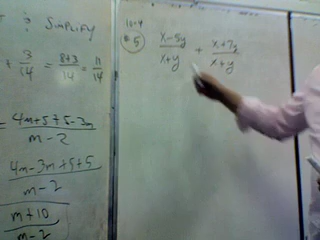 : Simplify
+ 3/14 = 8+3/14 = 11/14
= 4m+5+5-3m/m-2
4m-3m+5+5/m-2
m+10/m-2
10-4
5 x-5y/x+y + x+7y/x+y